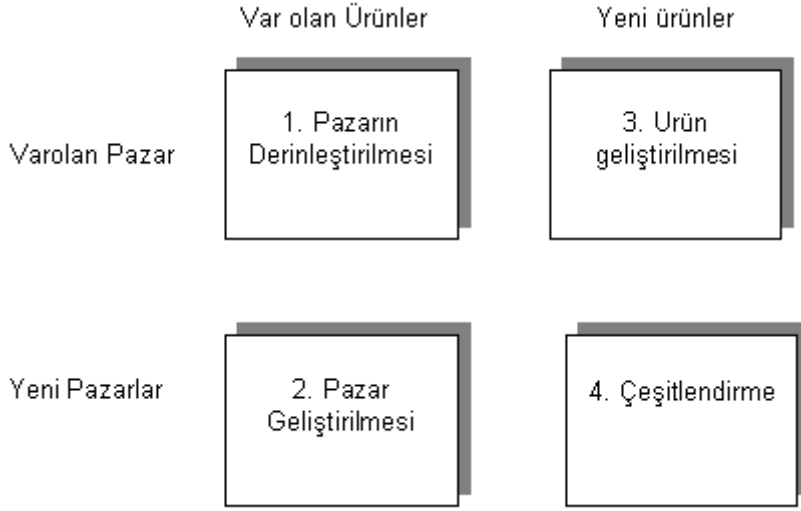 Var olan Ürünler
Yeni ürünler
Varolan Pazar
1. Pazarın
Derinleştirilmesi
3. Urün
geliştirilmesi
Yeni Pazarlar
2. Pazar
Geliştirilmesi
4. Çeşitlendirme